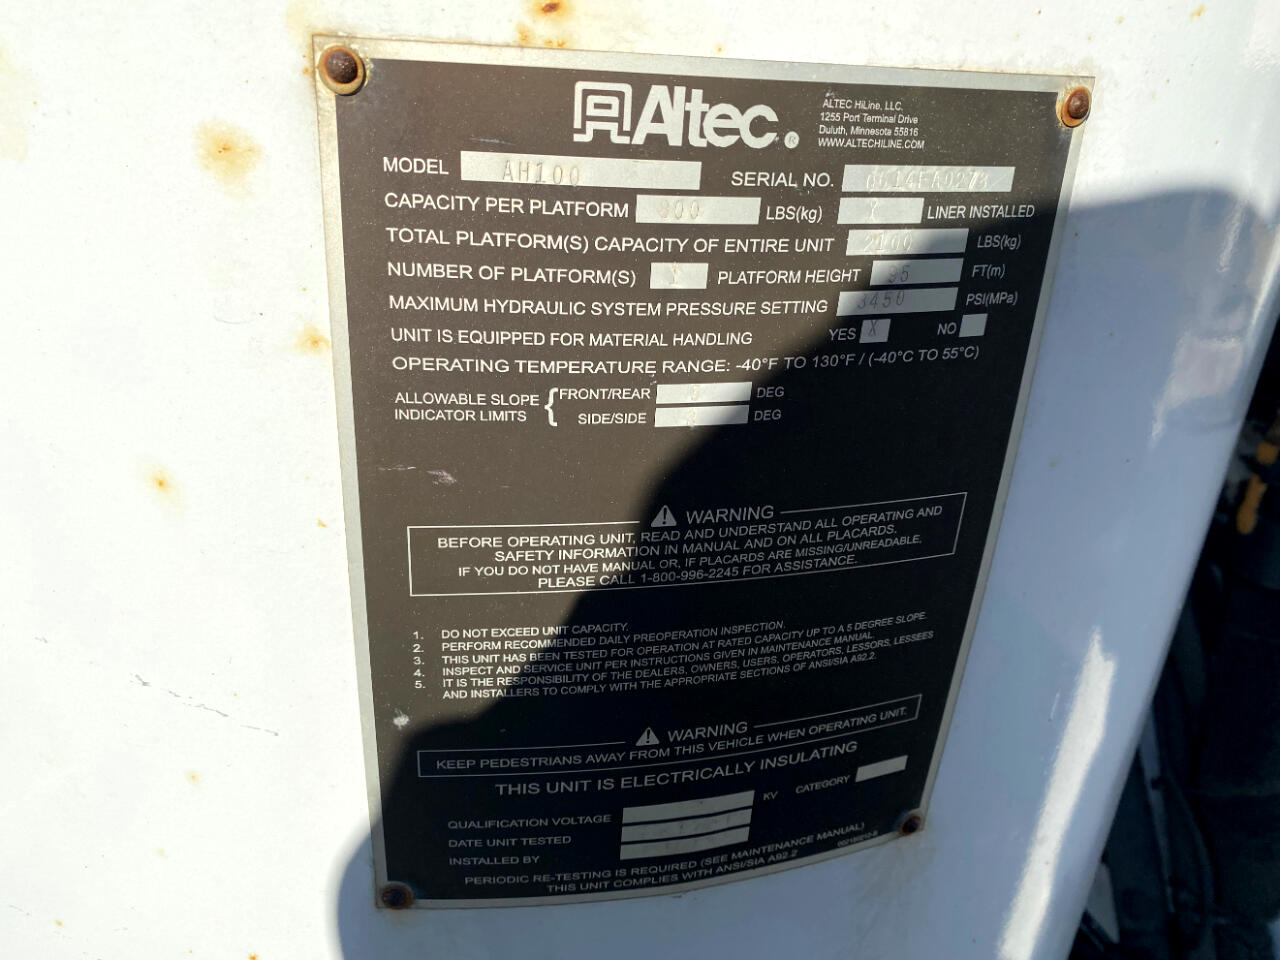 Altec®
ALTEC HiLine, LLC.
1255 Port Terminal Drive
Duluth, Minnesota 55816
WWW.ALTECHILINE.COM
MODEL AH100 SERIAL NO.
CAPACITY PER PLATFORM 800 LBS(kg) X LINER INSTALLED
TOTAL PLATFORM(S) CAPACITY OF ENTIRE UNIT 2100 LBS(kg)
NUMBER OF PLATFORM(S) 1 PLATFORM HEIGHT 95 FT(m)
MAXIMUM HYDRAULIC SYSTEM PRESSURE SETTING 3450 PSI(MPa)
UNIT IS EQUIPPED FOR MATERIAL HANDLING YES X NO
OPERATING TEMPERATURE RANGE: -40°F TO 130°F / (-40°C TO 55°C)
ALLOWABLE SLOPE INDICATOR LIMITS { FRONT/REAR DEG
SIDE/SIDE DEG
⚠ WARNING
BEFORE OPERATING UNIT, READ AND UNDERSTAND ALL OPERATING AND
SAFETY INFORMATION IN MANUAL AND ON ALL PLACARDS.
IF YOU DO NOT HAVE MANUAL OR, IF PLACARDS ARE MISSING/UNREADABLE,
PLEASE CALL 1-800-996-2245 FOR ASSISTANCE.
1. DO NOT EXCEED UNIT CAPACITY.
2. PERFORM RECOMMENDED DAILY PREOPERATION INSPECTION.
3. THIS UNIT HAS BEEN TESTED FOR OPERATION AT RATED CAPACITY UP TO A 5 DEGREE SLOPE.
4. INSPECT AND SERVICE UNIT PER INSTRUCTIONS GIVEN IN MAINTENANCE MANUAL.
5. IT IS THE RESPONSIBILITY OF THE DEALERS, OWNERS, USERS, OPERATORS, LESSORS, LESSEES
AND INSTALLERS TO COMPLY WITH THE APPROPRIATE SECTIONS OF ANSI/SIA A92.2.
⚠ WARNING
KEEP PEDESTRIANS AWAY FROM THIS VEHICLE WHEN OPERATING UNIT.
THIS UNIT IS ELECTRICALLY INSULATING
QUALIFICATION VOLTAGE KV CATEGORY
DATE UNIT TESTED
INSTALLED BY
PERIODIC RE-TESTING IS REQUIRED (SEE MAINTENANCE MANUAL)
THIS UNIT COMPLIES WITH ANSI/SIA A92.2